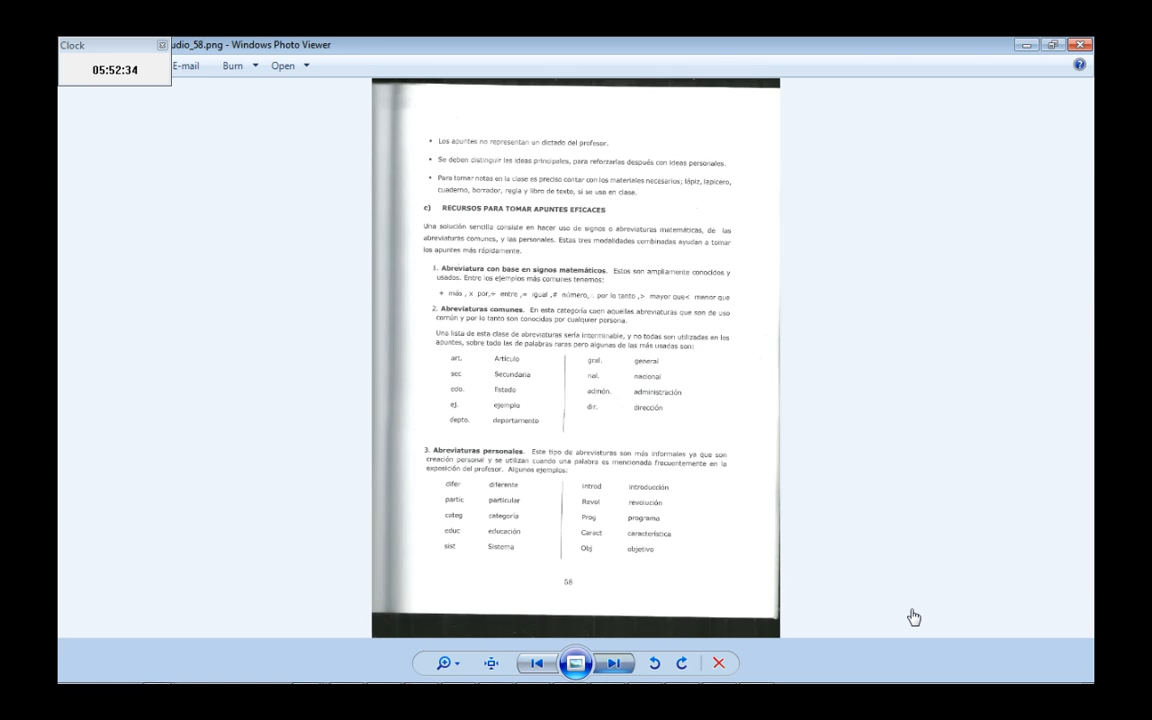 Clock
udio_58.png - Windows Photo Viewer
05:52:34
E-mail Burn Open
• Los apuntes no representan un dictado del profesor.
• Se deben distinguir las ideas principales, para reforzarlas después con ideas personales.
• Para tomar notas en la clase es preciso contar con los materiales necesarios; lápiz, lapicero,
cuaderno, borrador, regla y libro de texto, si se usa en clase.
c) RECURSOS PARA TOMAR APUNTES EFICACES
Una solución sencilla consiste en hacer uso de signos o abreviaturas matemáticas, de las
abreviaturas comunes, y las personales. Estas tres modalidades combinadas ayudan a tomar
los apuntes más rápidamente.
1. Abreviatura con base en signos matemáticos. Estos son ampliamente conocidos y
usados. Entre los ejemplos más comunes tenemos:
+ más , x por,÷ entre ,= igual ,# número,∴ por lo tanto ,> mayor que< menor que
2. Abreviaturas comunes. En esta categoría caen aquellas abreviaturas que son de uso
común y por lo tanto son conocidas por cualquier persona.
Una lista de esta clase de abreviaturas sería interminable, y no todas son utilizadas en los
apuntes, sobre todo las de palabras raras pero algunas de las más usadas son:
art. Artículo gral. general
sec Secundaria nal. nacional
edo. Estado admón. administración
ej. ejemplo dir. dirección
depto. departamento
3. Abreviaturas personales. Este tipo de abreviaturas son más informales ya que son
creación personal y se utilizan cuando una palabra es mencionada frecuentemente en la
exposición del profesor. Algunos ejemplos:
difer diferente Introd introducción
partic particular Revol revolución
categ categoría Prog programa
educ educación Caract característica
sist Sistema Obj objetivo
58